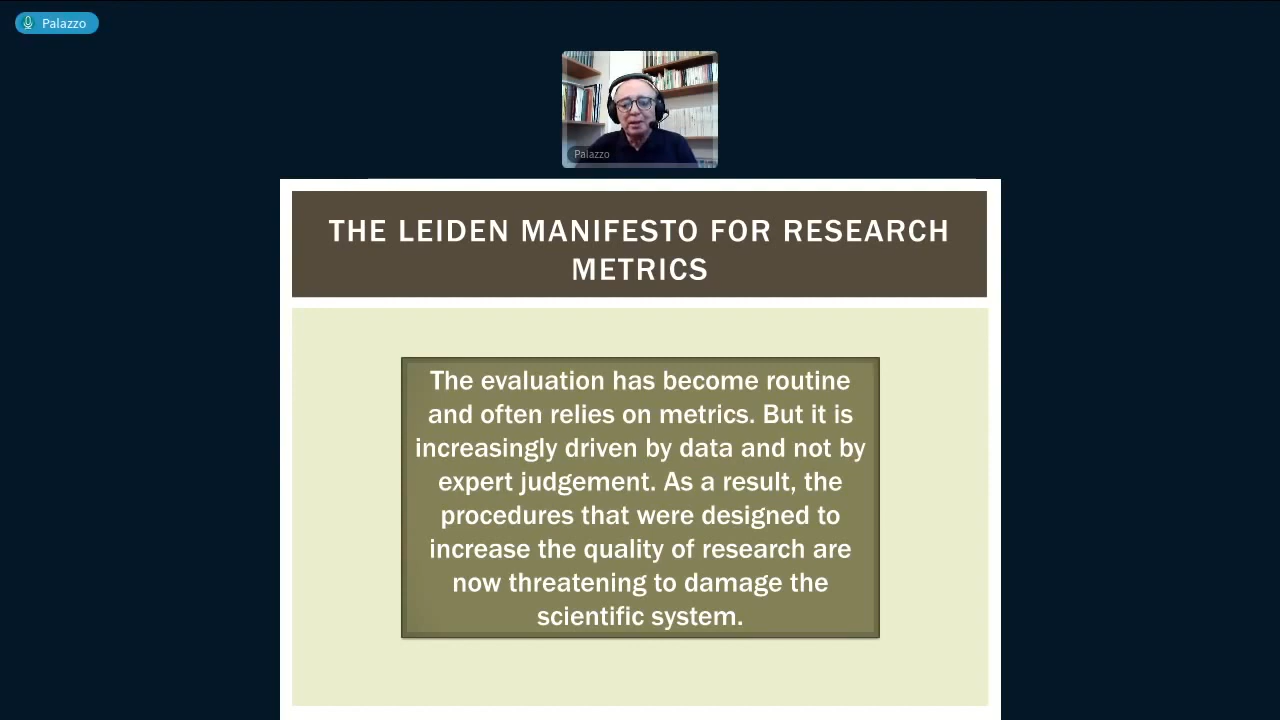 Palazzo
Palazzo
THE LEIDEN MANIFESTO FOR RESEARCH
METRICS
The evaluation has become routine
and often relies on metrics. But it is
increasingly driven by data and not by
expert judgement. As a result, the
procedures that were designed to
increase the quality of research are
now threatening to damage the
scientific system.